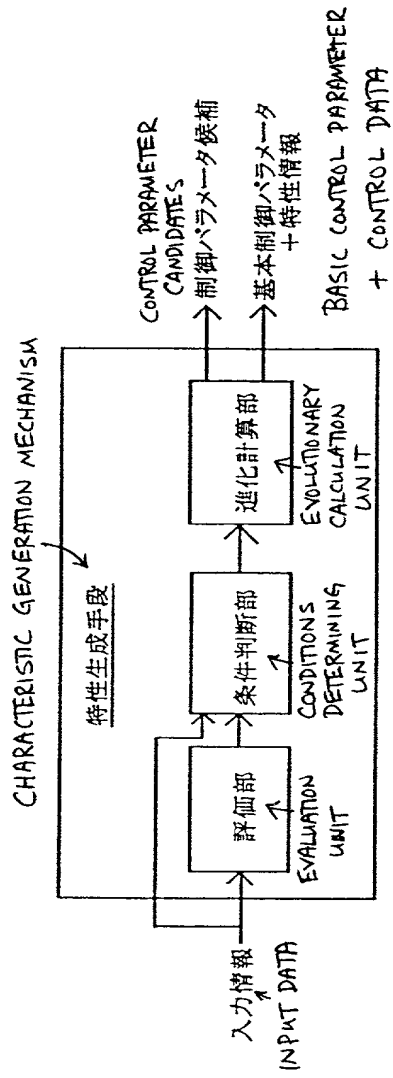 CHARACTERISTIC GENERATION MECHANISM
特性生成手段
入力情報
INPUT DATA
評価部
EVALUATION
UNIT
条件判断部
CONDITIONS
DETERMINING
UNIT
進化計算部
EVOLUTIONARY
CALCULATION
UNIT
CONTROL PARAMETER
CANDIDATES
制御パラメータ候補
基本制御パラメータ
+特性情報
BASIC CONTROL PARAMETER
+ CONTROL DATA